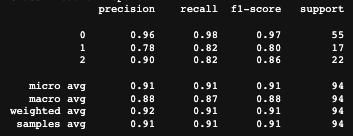 precision recall f1-score support
0 0.96 0.98 0.97 55
1 0.78 0.82 0.80 17
2 0.90 0.82 0.86 22
micro avg 0.91 0.91 0.91 94
macro avg 0.88 0.87 0.88 94
weighted avg 0.92 0.91 0.91 94
samples avg 0.91 0.91 0.91 94